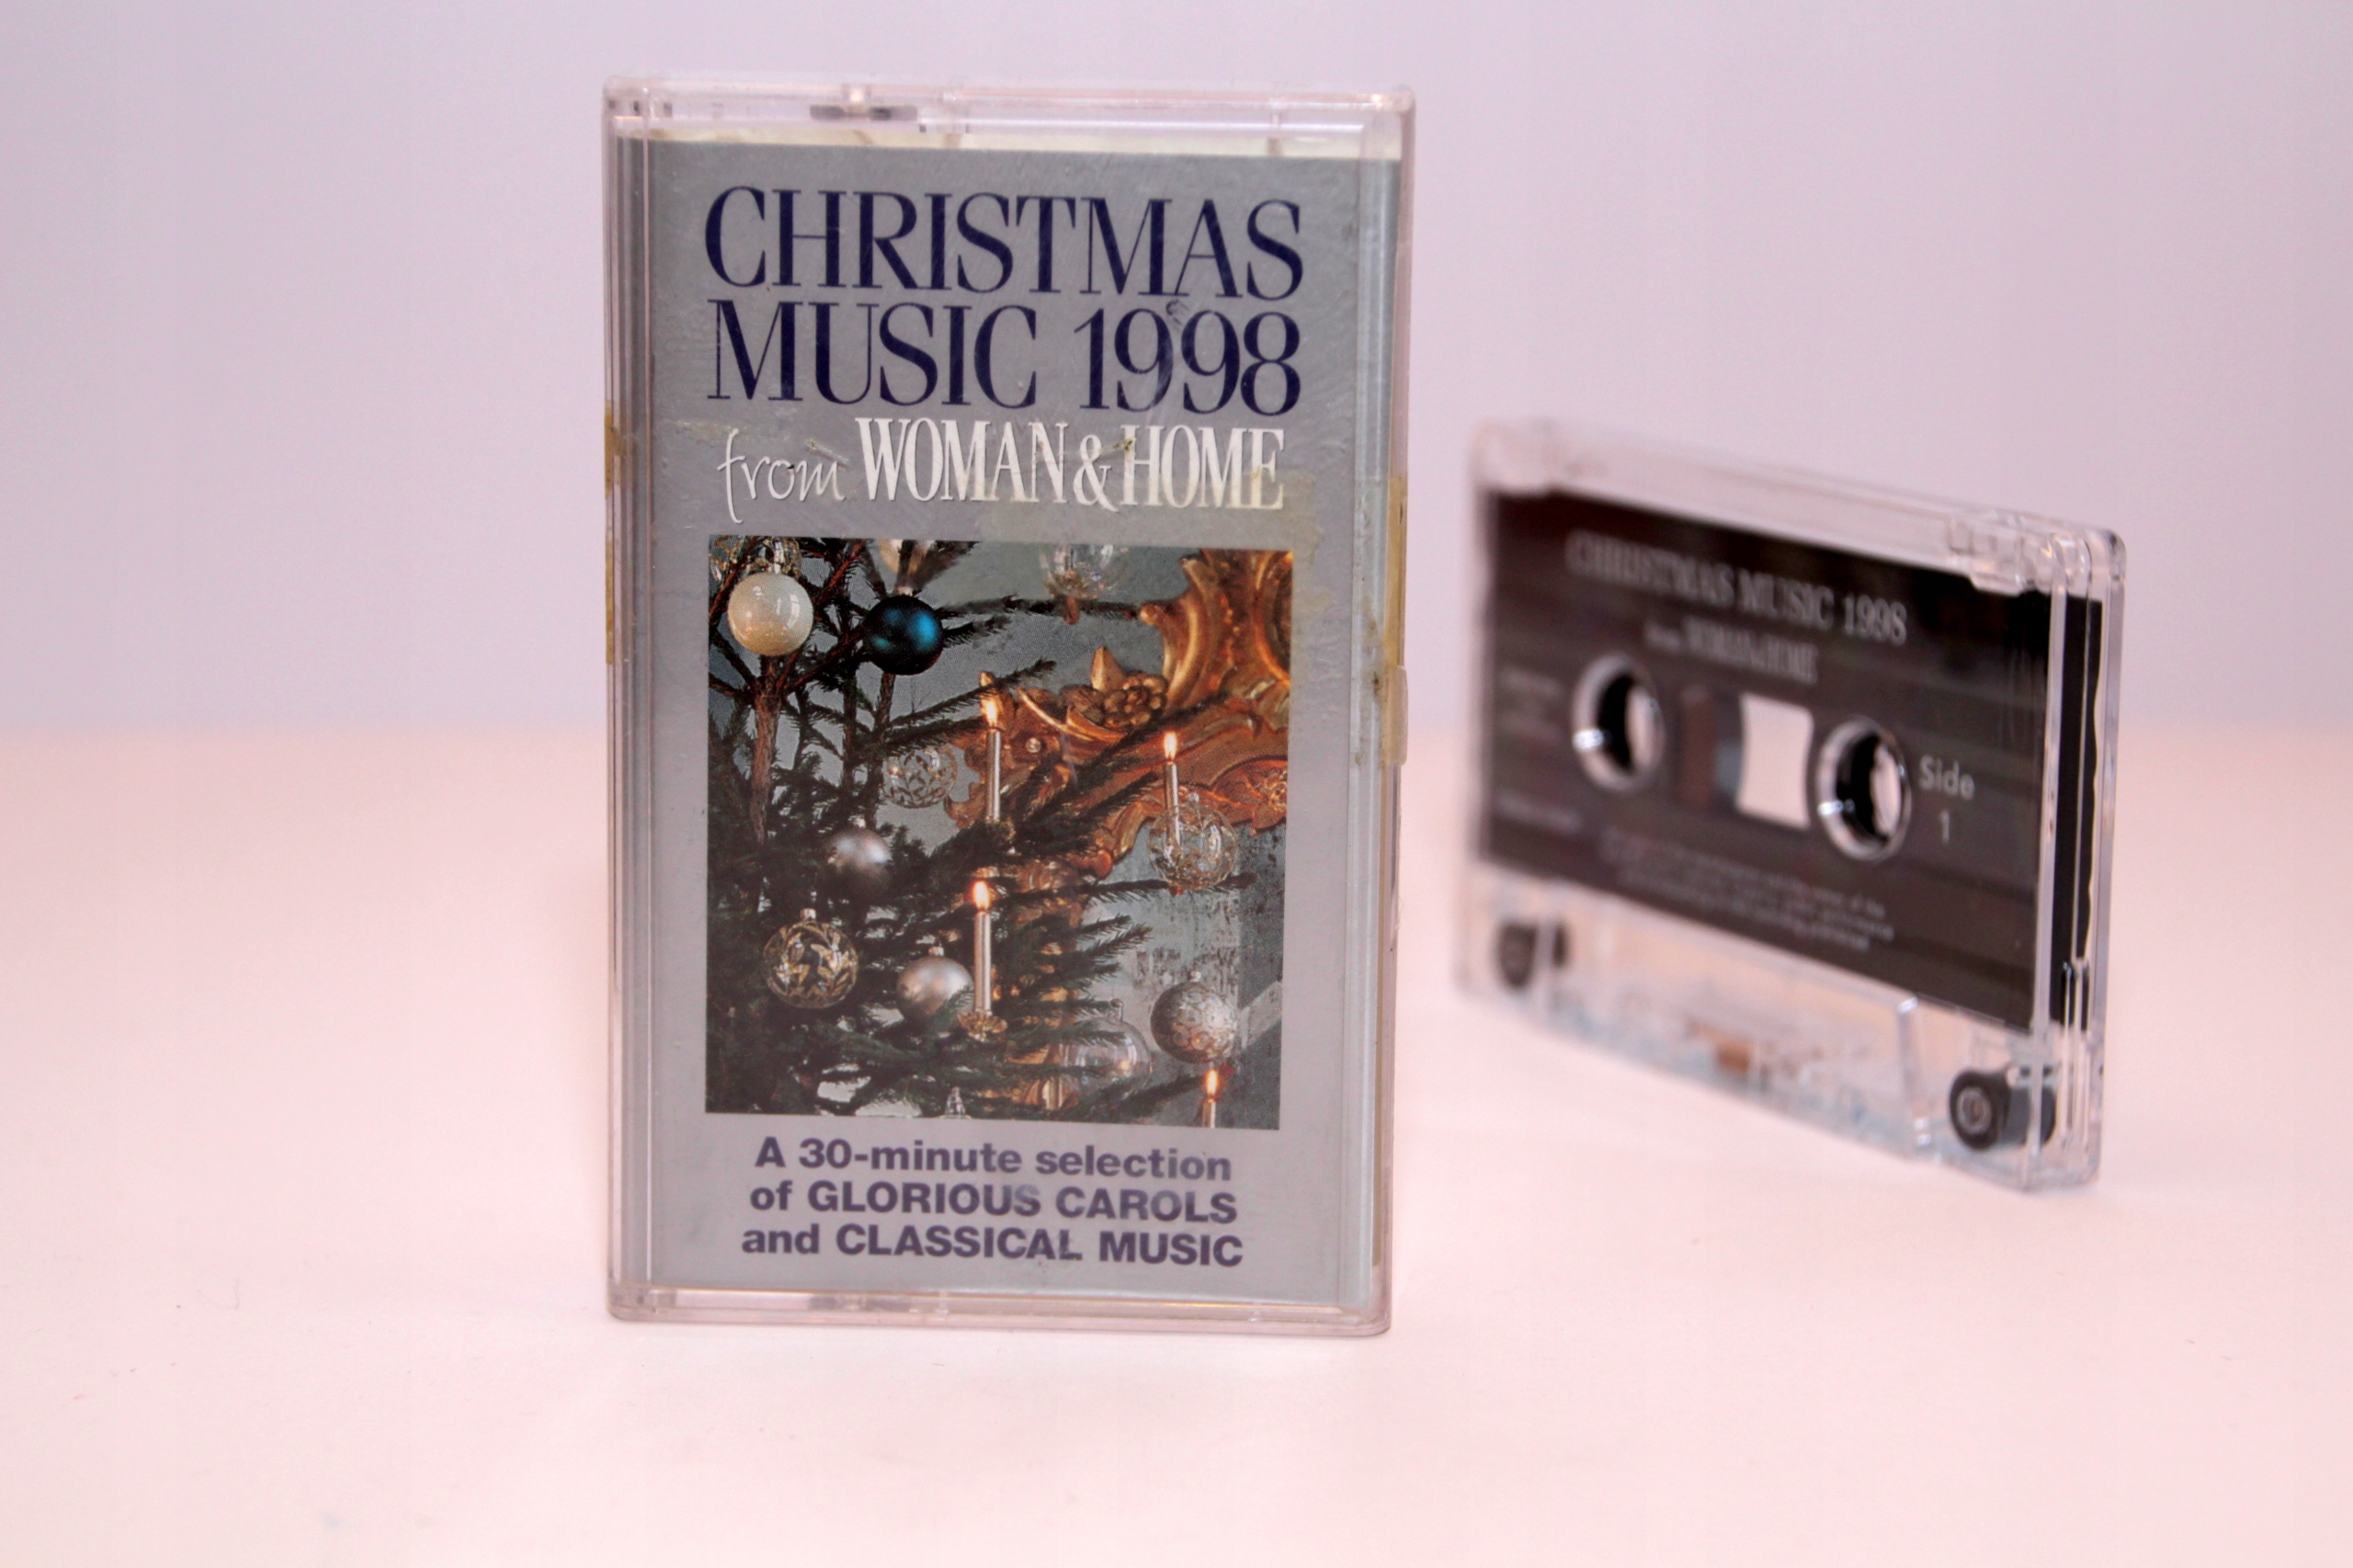 CHRISTMAS
MUSIC 1998
from WOMAN & HOME
A 30-minute selection
of GLORIOUS CAROLS
and CLASSICAL MUSIC
CHRISTMAS MUSIC 1998
from WOMAN & HOME
Side
1